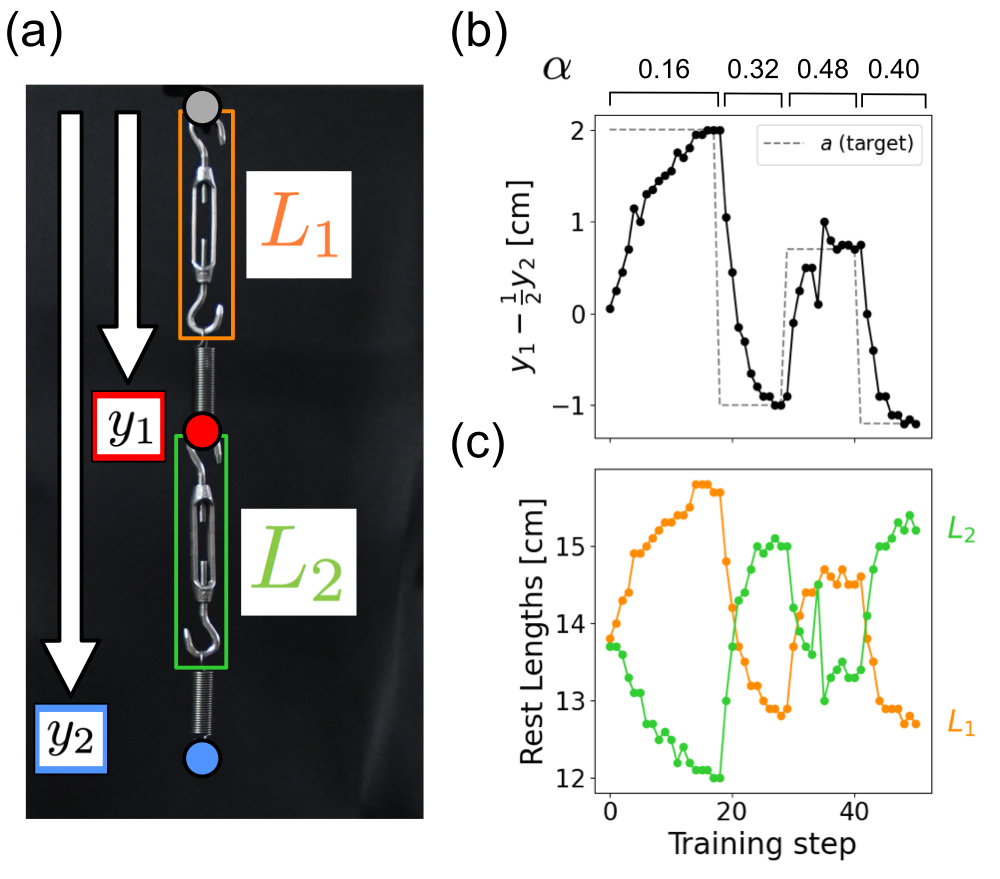 (a)
L₁
y₁
L₂
y₂
(b)
α 0.16 0.32 0.48 0.40
y₁ − ½y₂ [cm]
2
1
0
−1
a (target)
(c)
Rest Lengths [cm]
15
14
13
12
L₂
L₁
0 20 40
Training step